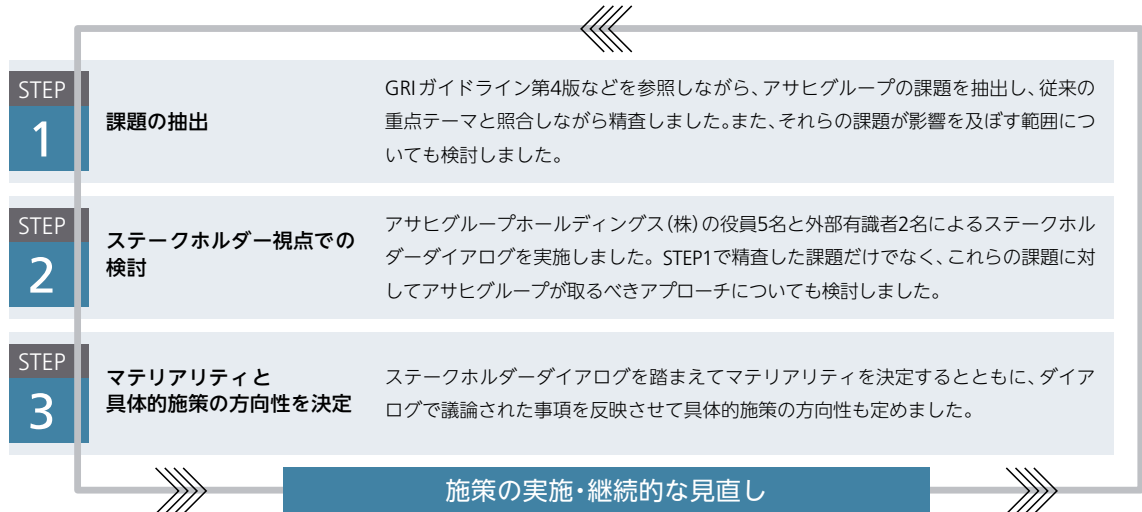 STEP
1
課題の抽出
GRIガイドライン第4版などを参照しながら、アサヒグループの課題を抽出し、従来の
重点テーマと照合しながら精査しました。また、それらの課題が影響を及ぼす範囲につ
いても検討しました。
STEP
2
ステークホルダー視点での
検討
アサヒグループホールディングス(株)の役員5名と外部有識者2名によるステークホル
ダーダイアログを実施しました。STEP1で精査した課題だけでなく、これらの課題に対
してアサヒグループが取るべきアプローチについても検討しました。
STEP
3
マテリアリティと
具体的施策の方向性を決定
ステークホルダーダイアログを踏まえてマテリアリティを決定するとともに、ダイア
ログで議論された事項を反映させて具体的施策の方向性も定めました。
施策の実施・継続的な見直し